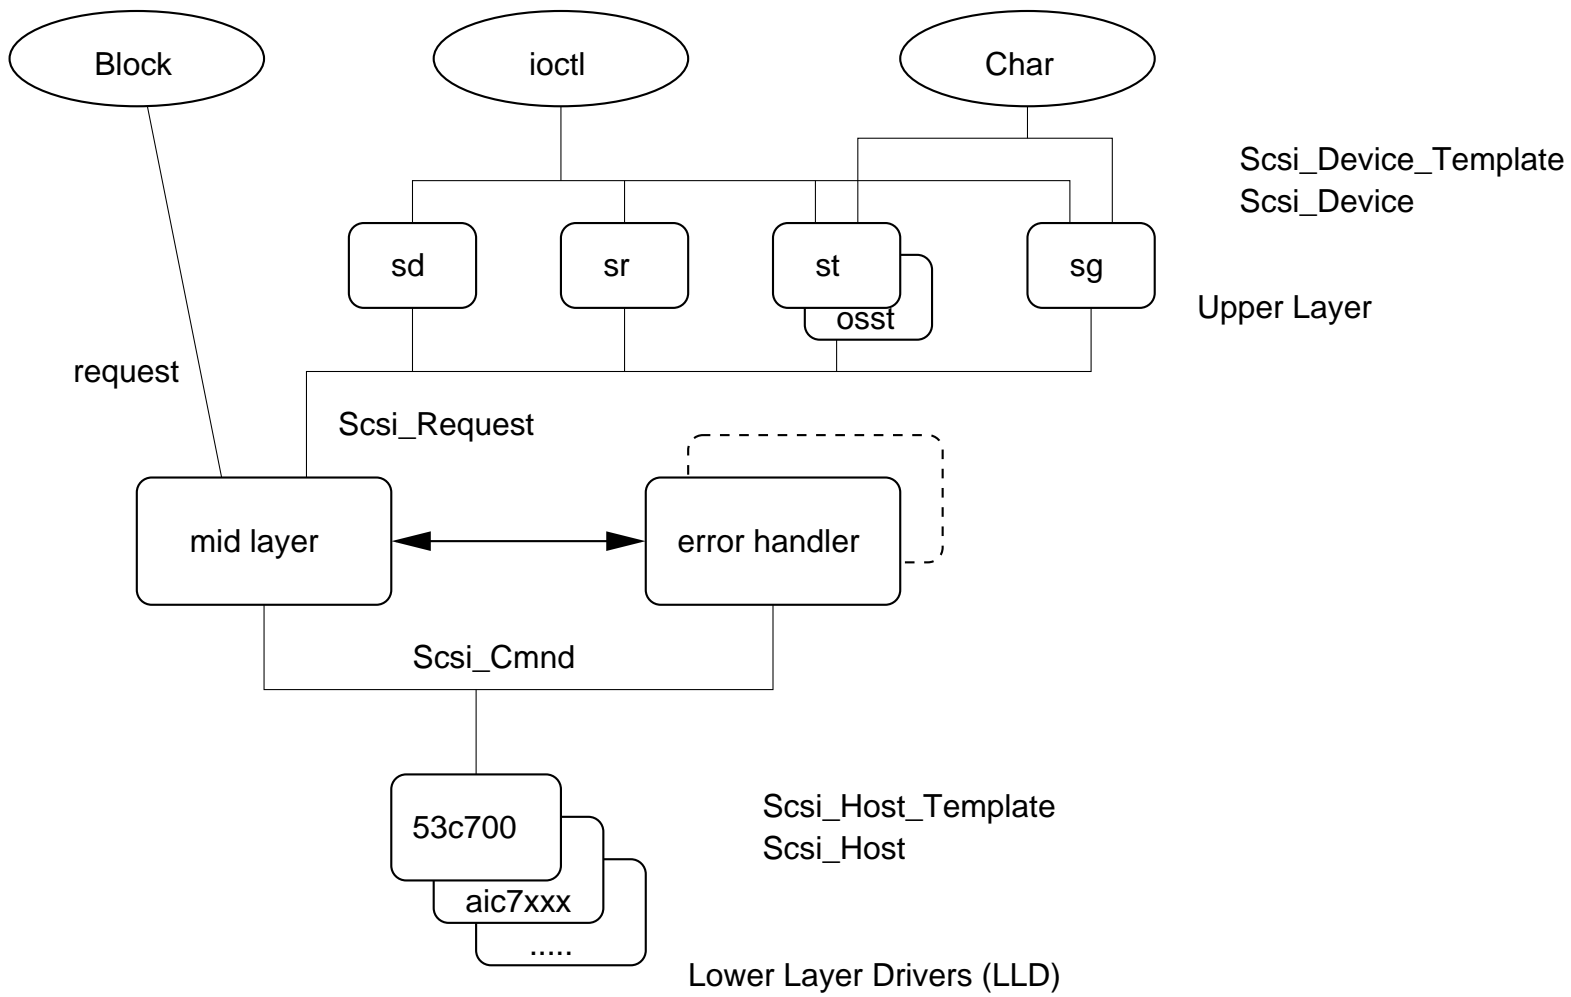 Block
ioctl
Char
Scsi_Device_Template
Scsi_Device
sd
sr
st
sg
osst
Upper Layer
request
Scsi_Request
mid layer
error handler
Scsi_Cmnd
53c700
Scsi_Host_Template
Scsi_Host
aic7xxx
.....
Lower Layer Drivers (LLD)